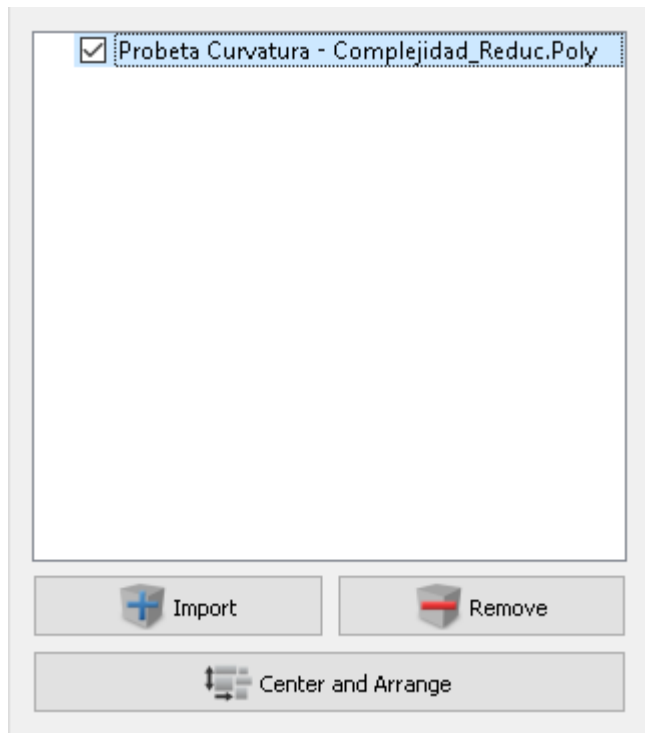 Probeta Curvatura - Complejidad_Reduc.Poly
Import
Remove
Center and Arrange